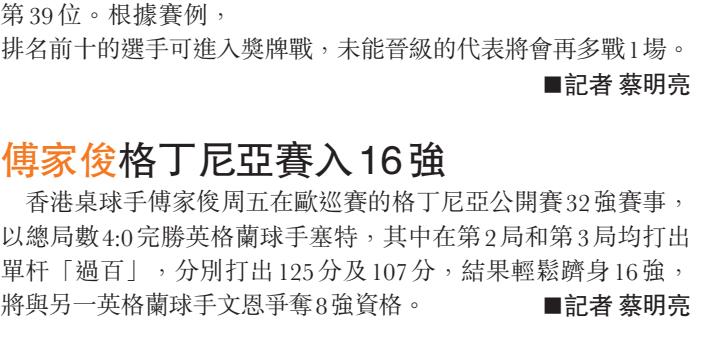 第39位。根據賽例，
排名前十的選手可進入獎牌戰，未能晉級的代表將會再多戰1場。
■記者 蔡明亮
傅家俊格丁尼亞賽入16強
香港桌球手傅家俊周五在歐巡賽的格丁尼亞公開賽32強賽事，
以總局數4:0完勝英格蘭球手塞特，其中在第2局和第3局均打出
單杆「過百」，分別打出125分及107分，結果輕鬆躋身16強，
將與另一英格蘭球手文恩爭奪8強資格。 ■記者 蔡明亮